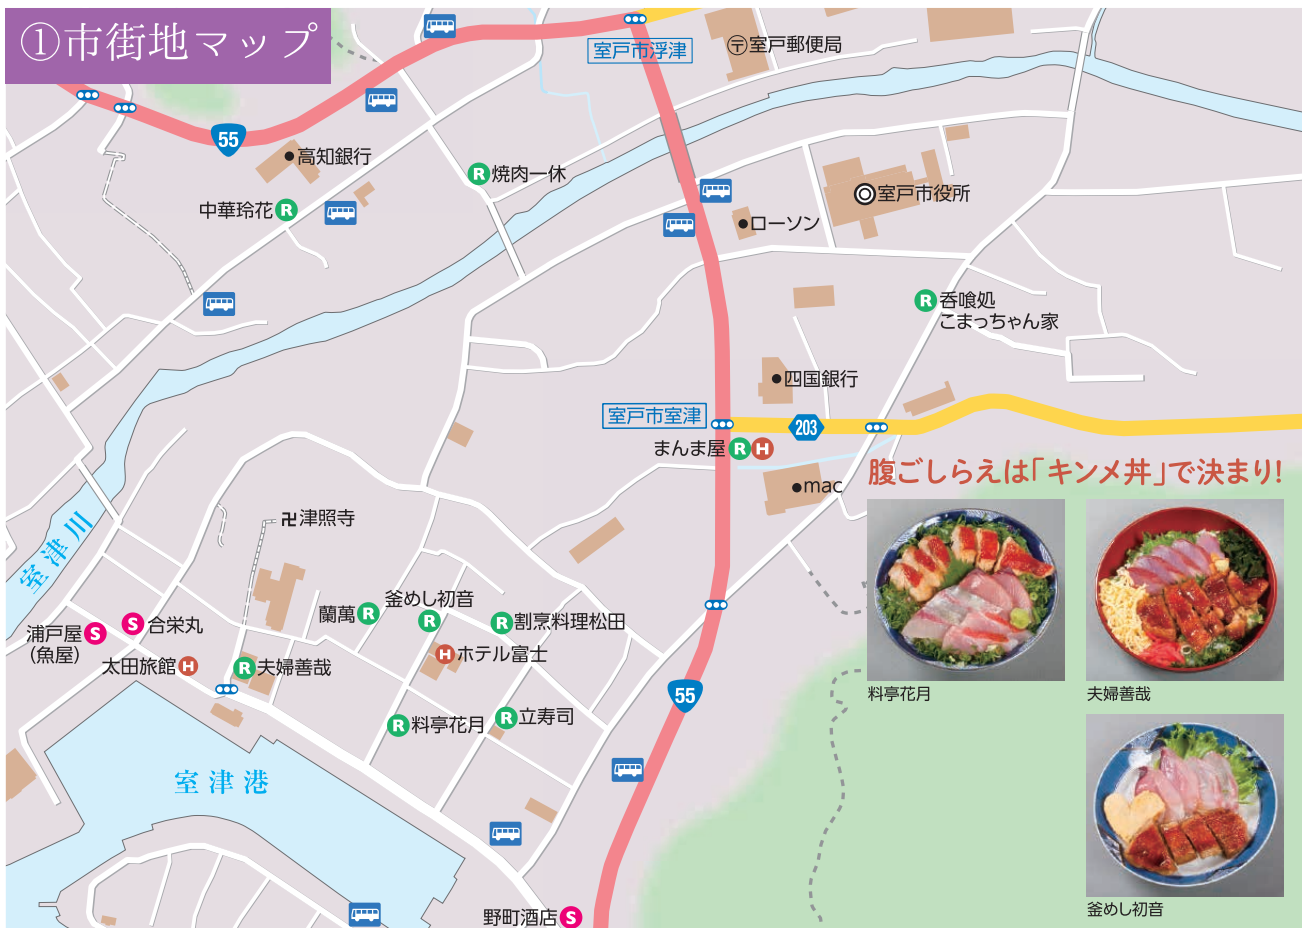 ①市街地マップ
室戸市浮津
〒室戸郵便局
55
高知銀行
R 焼肉一休
中華玲花 R
室戸市役所
ローソン
R 呑喰処
こまっちゃん家
四国銀行
室戸市室津
203
まんま屋 R H
mac
腹ごしらえは「キンメ丼」で決まり!
室津川
卍津照寺
釜めし初音
R
蘭萬 R
R 割烹料理松田
浦戸屋 S
(魚屋)
S 合栄丸
太田旅館 H
R 夫婦善哉
H ホテル富士
R 料亭花月
R 立寿司
55
室津港
野町酒店 S
料亭花月
夫婦善哉
釜めし初音